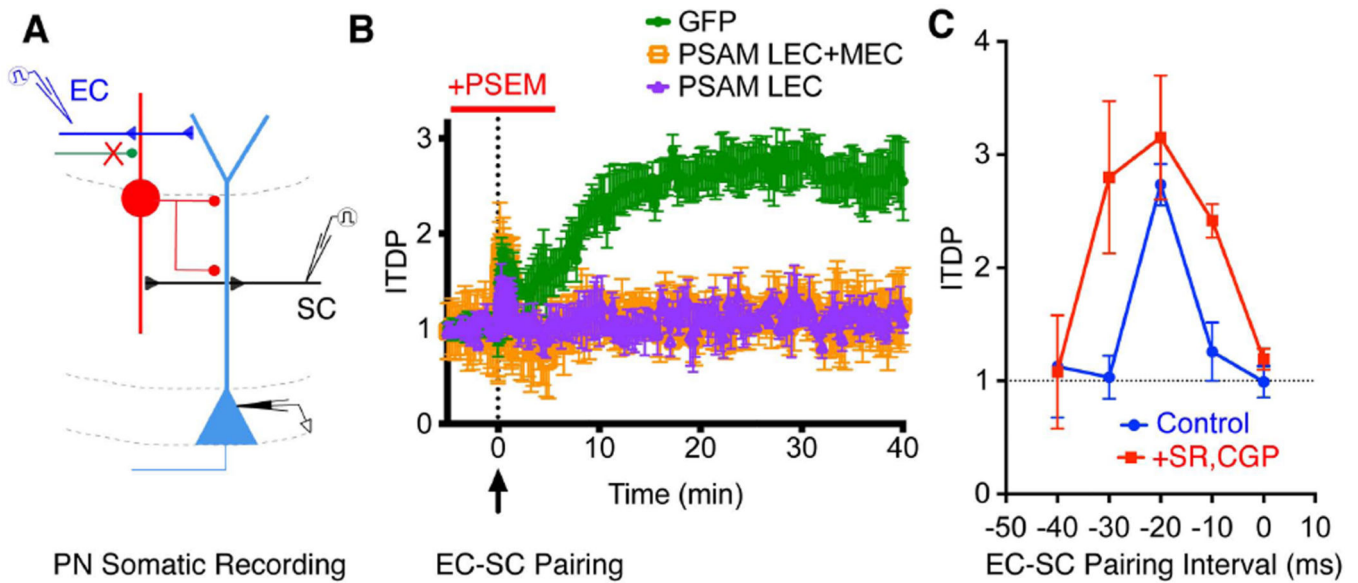 A
EC
SC
PN Somatic Recording
B
GFP
PSAM LEC+MEC
PSAM LEC
+PSEM
ITDP
3
2
1
0
0 10 20 30 40
Time (min)
EC-SC Pairing
C
ITDP
4
3
4
1
0
Control
+SR,CGP
-50 -40 -30 -20 -10 0 10
EC-SC Pairing Interval (ms)